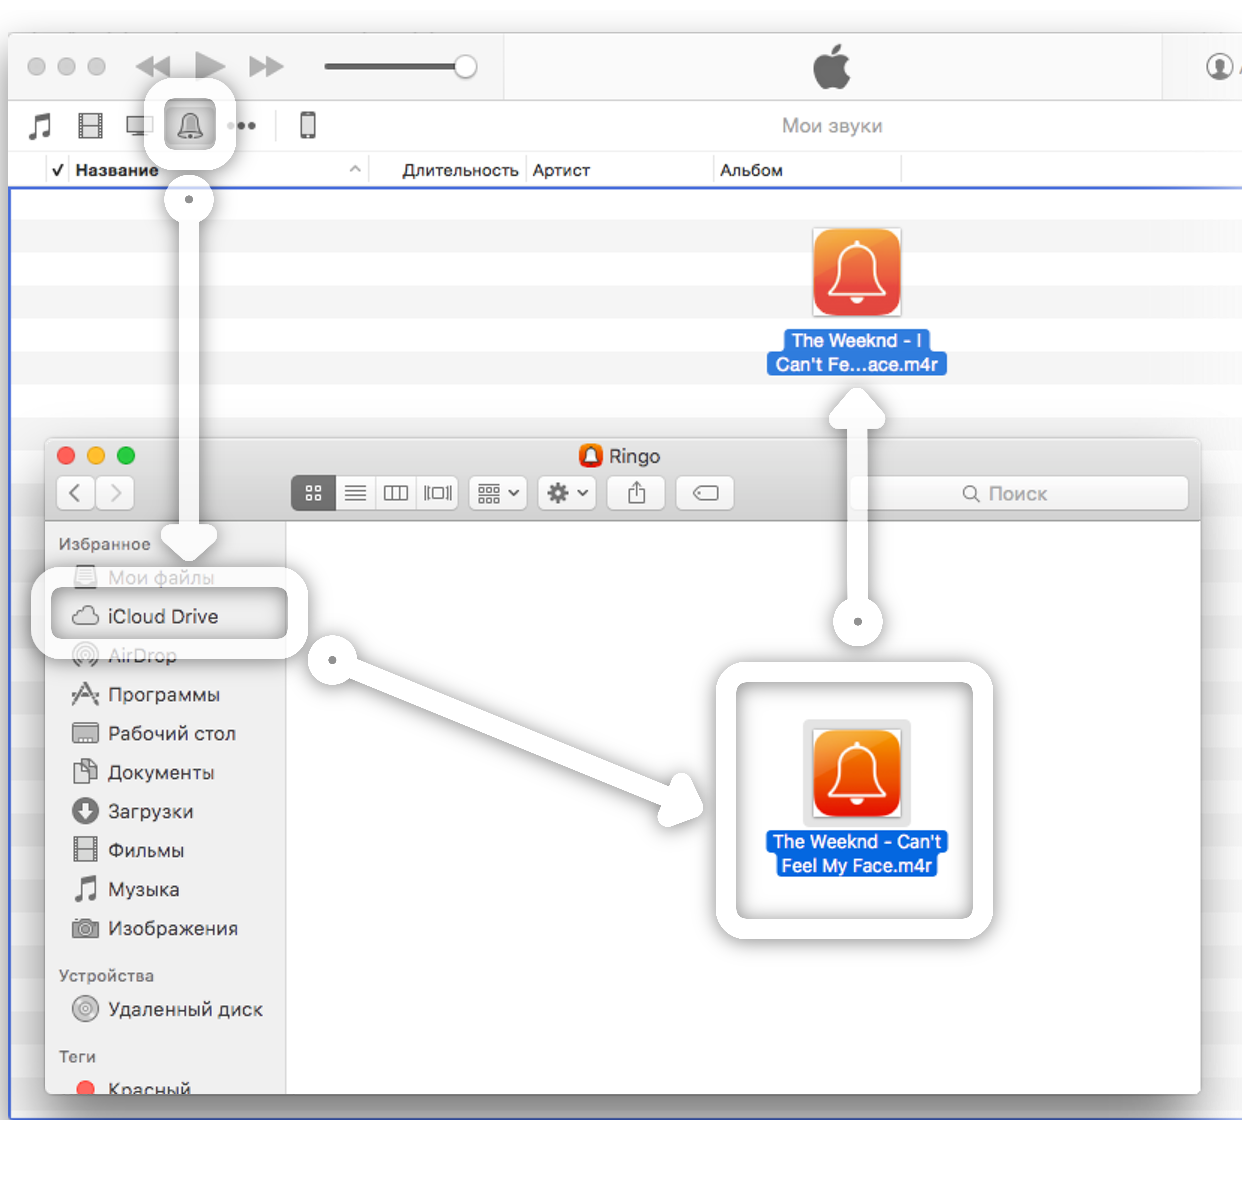 Мои звуки
✓ Название Длительность Артист Альбом
The Weeknd - I
Can't Fe...ace.m4r
Ringo
Поиск
Избранное
Мои файлы
iCloud Drive
AirDrop
Программы
Рабочий стол
Документы
Загрузки
Фильмы
Музыка
Изображения
Устройства
Удаленный диск
Теги
Красный
The Weeknd - Can't
Feel My Face.m4r